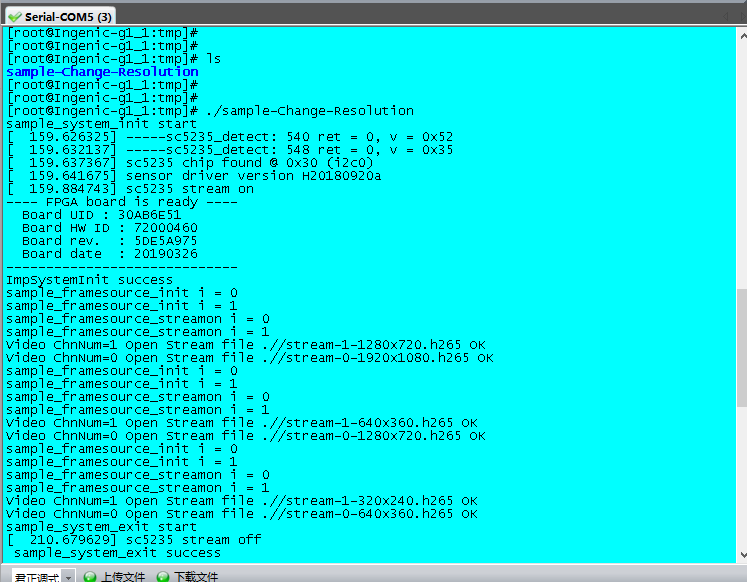 Serial-COM5 (3)
[root@Ingenic-g1_1:tmp]#
[root@Ingenic-g1_1:tmp]#
[root@Ingenic-g1_1:tmp]# ls
sample-Change-Resolution
[root@Ingenic-g1_1:tmp]#
[root@Ingenic-g1_1:tmp]#
[root@Ingenic-g1_1:tmp]# ./sample-Change-Resolution
sample_system_init start
[  159.626325] -----sc5235_detect: 540 ret = 0, v = 0x52
[  159.632137] -----sc5235_detect: 548 ret = 0, v = 0x35
[  159.637367] sc5235 chip found @ 0x30 (i2c0)
[  159.641675] sensor driver version H20180920a
[  159.884743] sc5235 stream on
---- FPGA board is ready ----
  Board UID : 30AB6E51
  Board HW ID : 72000460
  Board rev.  : 5DE5A975
  Board date  : 20190326
-----------------------------
ImpSystemInit success
sample_framesource_init i = 0
sample_framesource_init i = 1
sample_framesource_streamon i = 0
sample_framesource_streamon i = 1
Video ChnNum=1 Open Stream file .//stream-1-1280x720.h265 OK
Video ChnNum=0 Open Stream file .//stream-0-1920x1080.h265 OK
sample_framesource_init i = 0
sample_framesource_init i = 1
sample_framesource_streamon i = 0
sample_framesource_streamon i = 1
Video ChnNum=1 Open Stream file .//stream-1-640x360.h265 OK
Video ChnNum=0 Open Stream file .//stream-0-1280x720.h265 OK
sample_framesource_init i = 0
sample_framesource_init i = 1
sample_framesource_streamon i = 0
sample_framesource_streamon i = 1
Video ChnNum=1 Open Stream file .//stream-1-320x240.h265 OK
Video ChnNum=0 Open Stream file .//stream-0-640x360.h265 OK
sample_system_exit start
[  210.679629] sc5235 stream off
 sample_system_exit success
君正调式 上传文件 下载文件